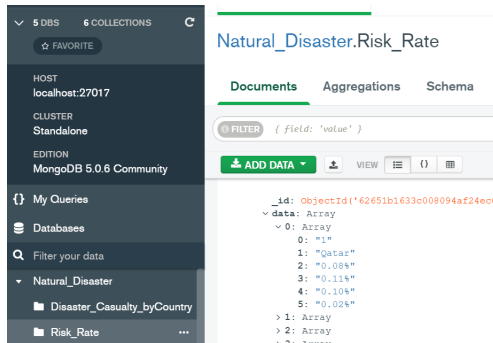 5 DBS 6 COLLECTIONS
FAVORITE
HOST
localhost:27017
CLUSTER
Standalone
EDITION
MongoDB 5.0.6 Community
My Queries
Databases
Filter your data
Natural_Disaster
Disaster_Casualty_byCountry
Risk_Rate
Natural_Disaster.Risk_Rate
Documents Aggregations Schema
FILTER { field: 'value' }
ADD DATA VIEW {}
_id: ObjectId('62651b1633c008094af24ec
data: Array
0: Array
0: "1"
1: "Qatar"
2: "0.08%"
3: "0.11%"
4: "0.10%"
5: "0.02%"
1: Array
2: Array